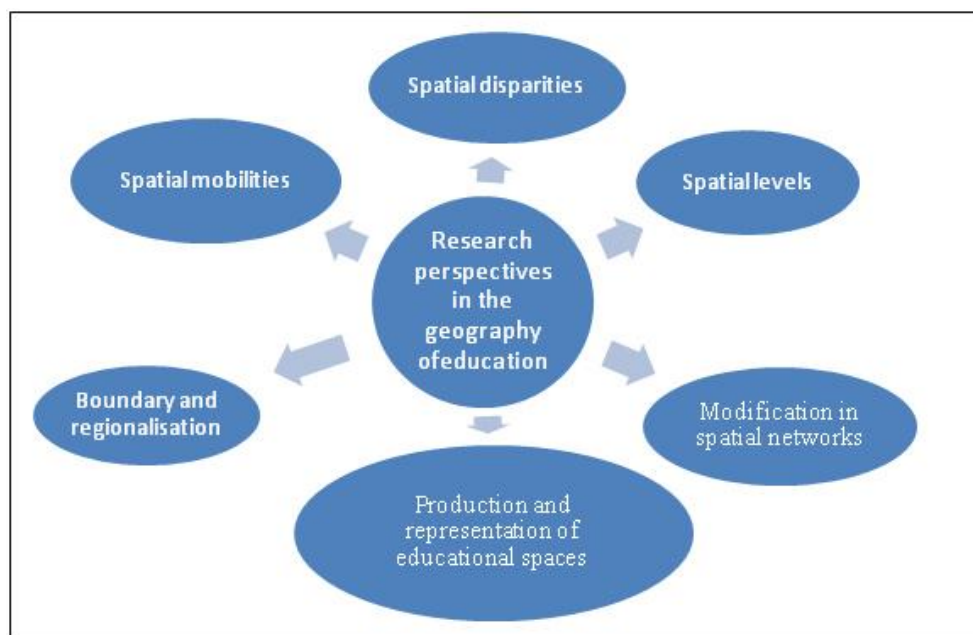 Spatial disparities
Spatial mobilities
Spatial levels
Research
perspectives
in the
geography
ofeducation
Boundary and
regionalisation
Modification in
spatial networks
Production and
representation of
educational spaces